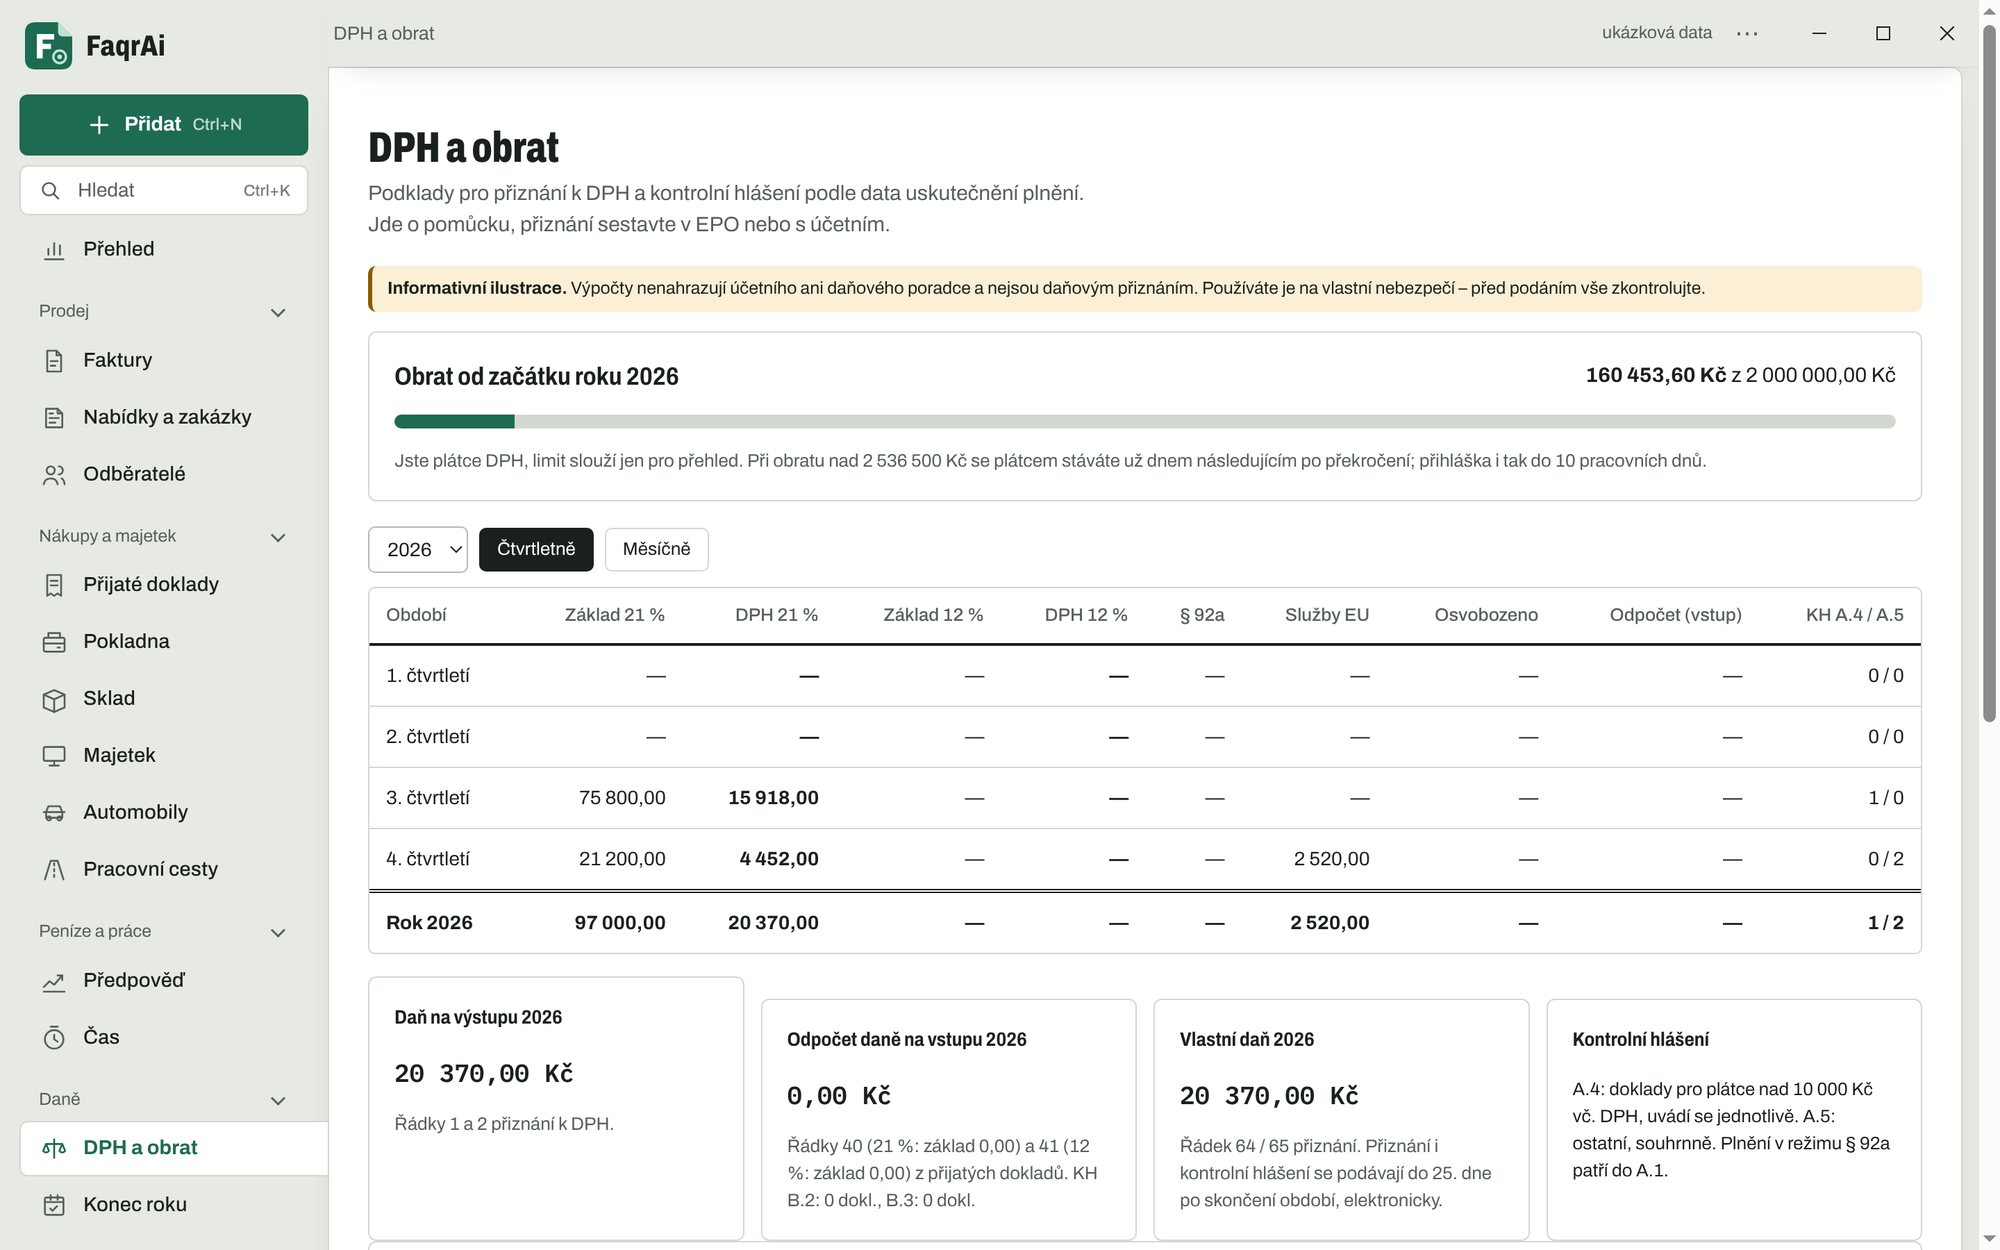 FaqrAi
DPH a obrat
ukázková data
Přidat Ctrl+N
Hledat Ctrl+K
Přehled
Prodej
Faktury
Nabídky a zakázky
Odběratelé
Nákupy a majetek
Přijaté doklady
Pokladna
Sklad
Majetek
Automobily
Pracovní cesty
Peníze a práce
Předpověď
Čas
Daně
DPH a obrat
Konec roku
DPH a obrat
Podklady pro přiznání k DPH a kontrolní hlášení podle data uskutečnění plnění.
Jde o pomůcku, přiznání sestavte v EPO nebo s účetním.
Informativní ilustrace. Výpočty nenahrazují účetního ani daňového poradce a nejsou daňovým přiznáním. Používáte je na vlastní nebezpečí – před podáním vše zkontrolujte.
Obrat od začátku roku 2026 160 453,60 Kč z 2 000 000,00 Kč
Jste plátce DPH, limit slouží jen pro přehled. Při obratu nad 2 536 500 Kč se plátcem stáváte už dnem následujícím po překročení; přihláška i tak do 10 pracovních dnů.
2026 Čtvrtletně Měsíčně
Období Základ 21 % DPH 21 % Základ 12 % DPH 12 % § 92a Služby EU Osvobozeno Odpočet (vstup) KH A.4 / A.5
1. čtvrtletí — — — — — — — — 0 / 0
2. čtvrtletí — — — — — — — — 0 / 0
3. čtvrtletí 75 800,00 15 918,00 — — — — — — 1 / 0
4. čtvrtletí 21 200,00 4 452,00 — — — 2 520,00 — — 0 / 2
Rok 2026 97 000,00 20 370,00 — — — 2 520,00 — — 1 / 2
Daň na výstupu 2026
20 370,00 Kč
Řádky 1 a 2 přiznání k DPH.
Odpočet daně na vstupu 2026
0,00 Kč
Řádky 40 (21 %: základ 0,00) a 41 (12
%: základ 0,00) z přijatých dokladů. KH
B.2: 0 dokl., B.3: 0 dokl.
Vlastní daň 2026
20 370,00 Kč
Řádek 64 / 65 přiznání. Přiznání i
kontrolní hlášení se podávají do 25. dne
po skončení období, elektronicky.
Kontrolní hlášení
A.4: doklady pro plátce nad 10 000 Kč
vč. DPH, uvádí se jednotlivě. A.5:
ostatní, souhrnně. Plnění v režimu § 92a
patří do A.1.